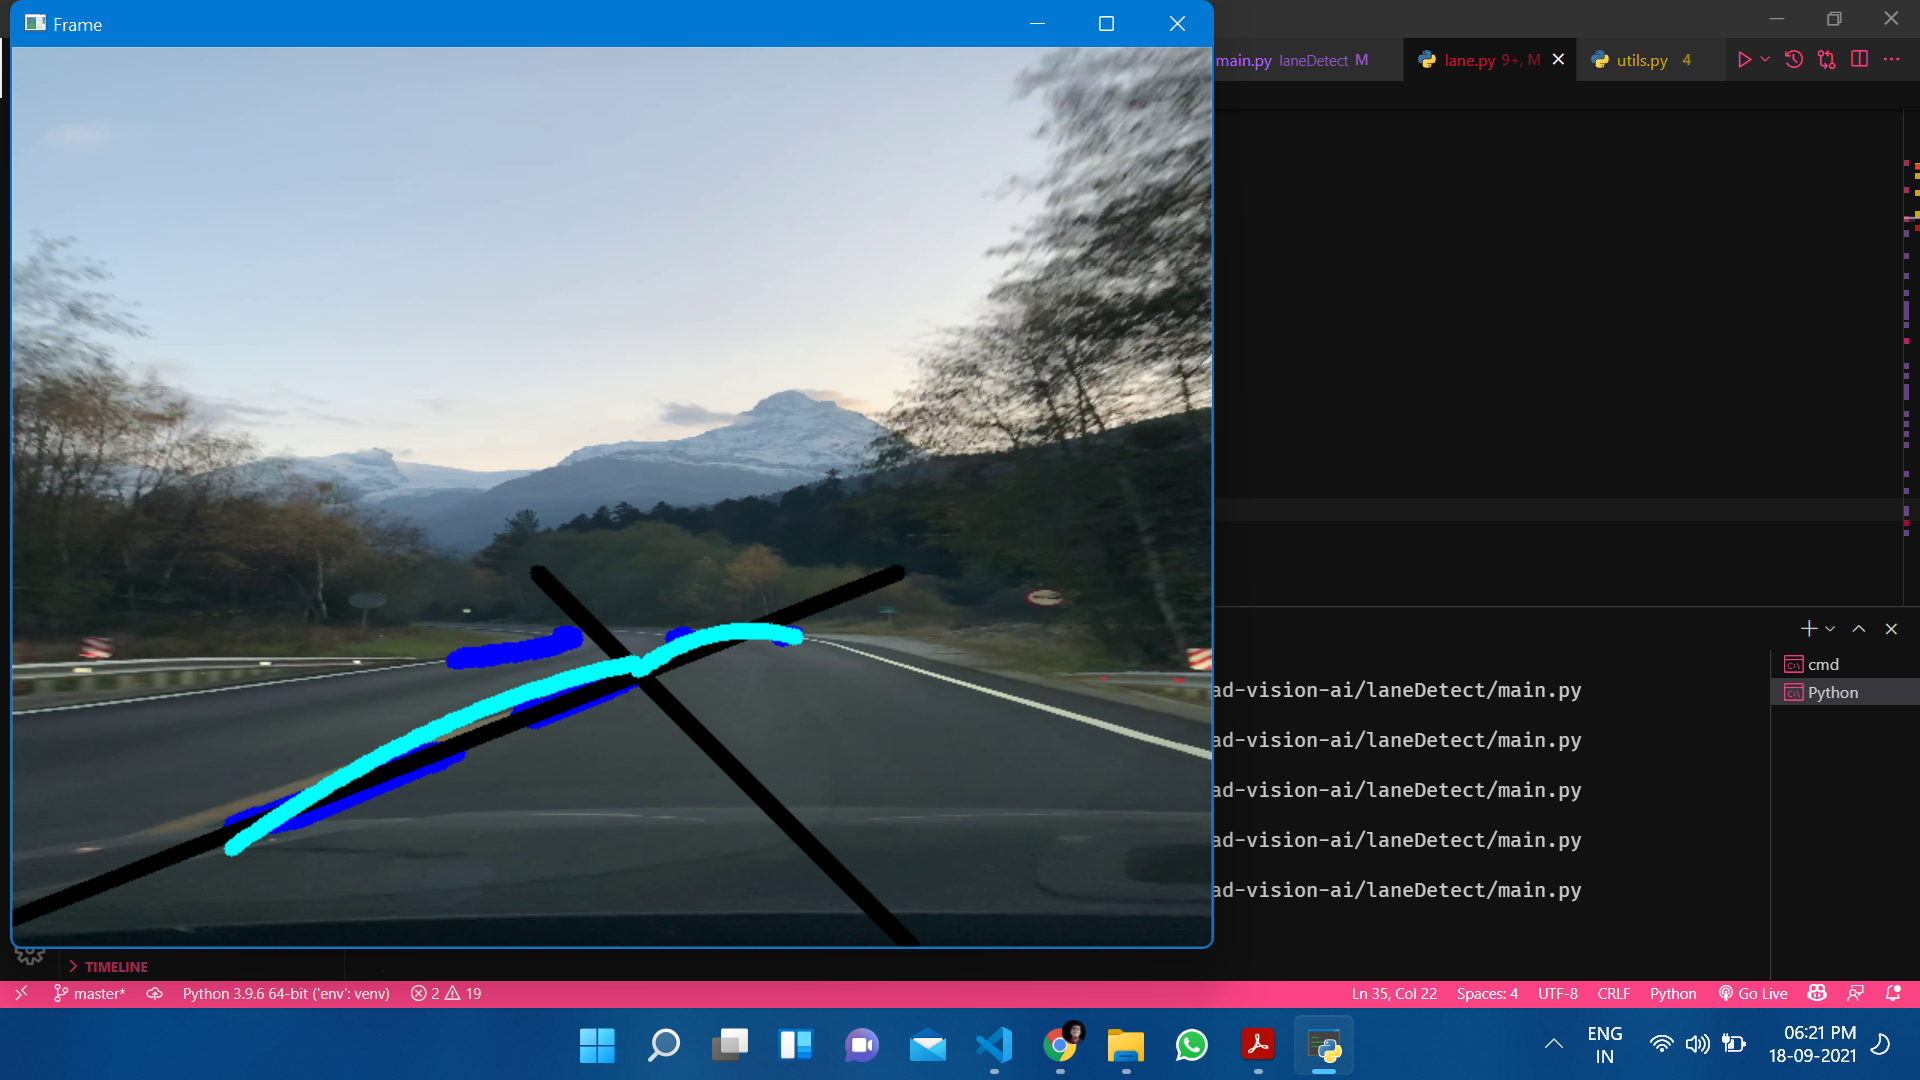 Frame
main.py laneDetect M
lane.py 9+, M
utils.py 4
cmd
Python
ad-vision-ai/laneDetect/main.py
ad-vision-ai/laneDetect/main.py
ad-vision-ai/laneDetect/main.py
ad-vision-ai/laneDetect/main.py
ad-vision-ai/laneDetect/main.py
TIMELINE
master* Python 3.9.6 64-bit ('env': venv) 2 19 Ln 35, Col 22 Spaces: 4 UTF-8 CRLF Python Go Live
ENG
IN
06:21 PM
18-09-2021